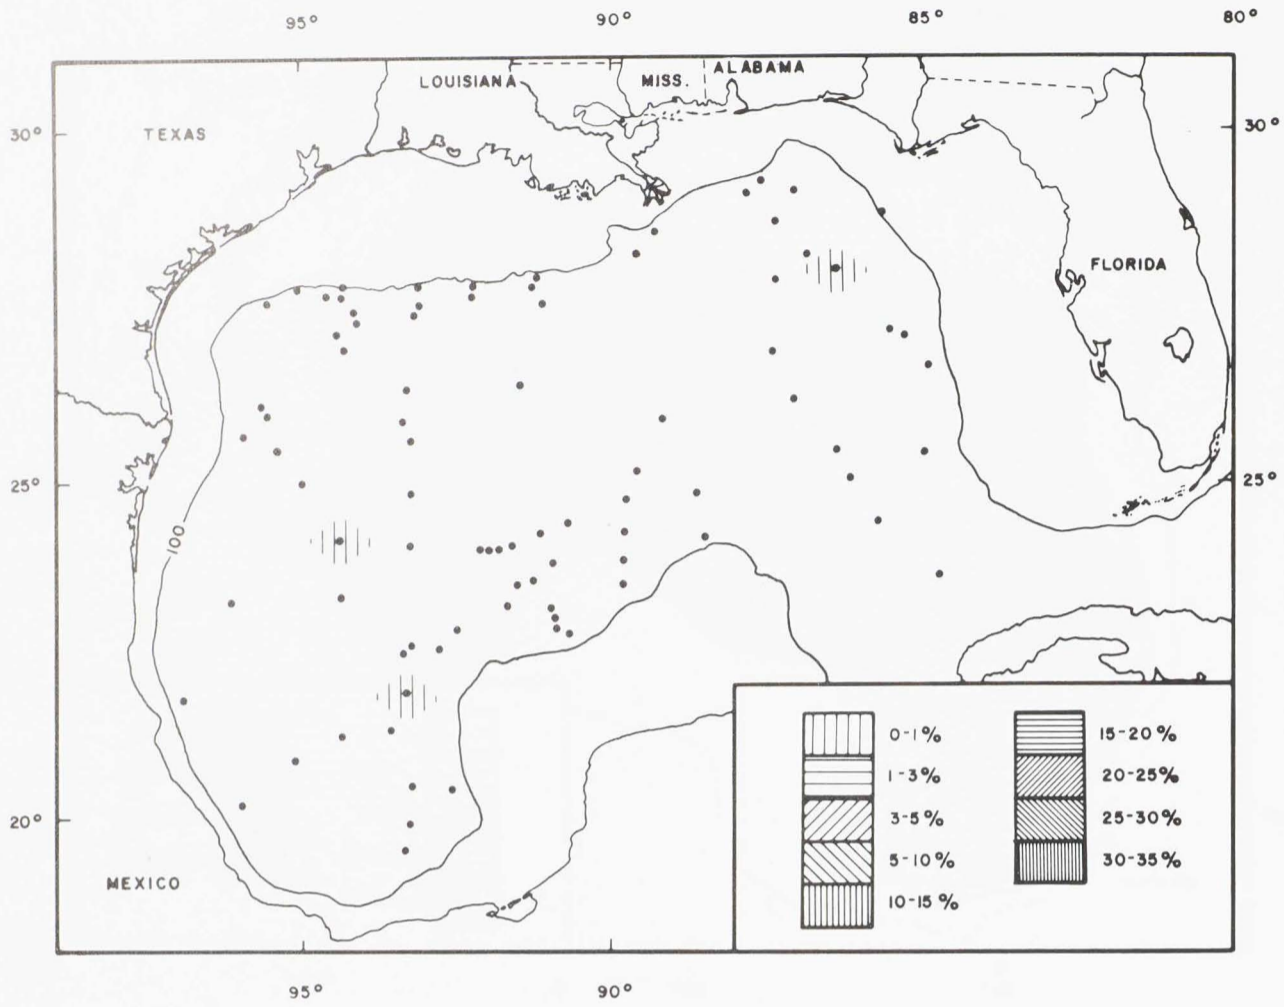 95° 90° 85° 80°
LOUISIANA MISS. ALABAMA
30° TEXAS 30°
FLORIDA
25° 25°
100
0-1% 15-20%
1-3% 20-25%
3-5% 25-30%
5-10% 30-35%
10-15%
20°
MEXICO
95° 90°